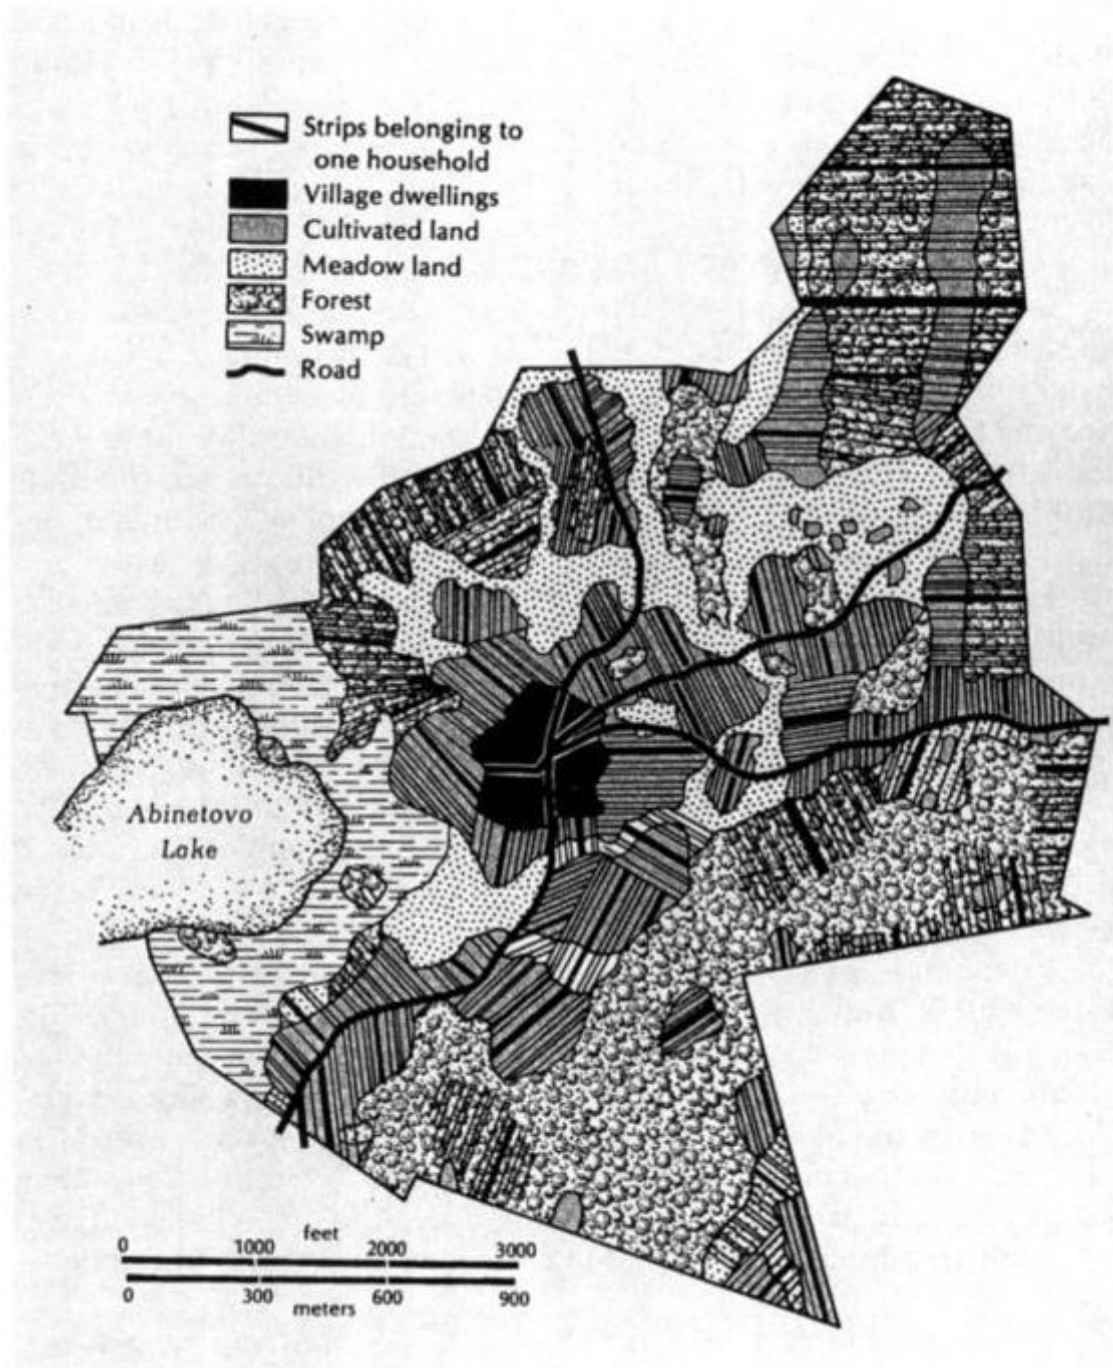 Strips belonging to
one household
Village dwellings
Cultivated land
Meadow land
Forest
Swamp
Road
Abinetovo
Lake
feet
0 1000 2000 3000
0 300 600 900
meters